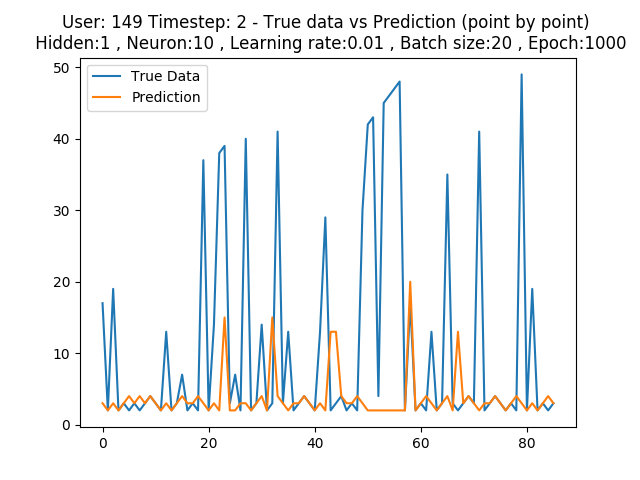 User: 149 Timestep: 2 - True data vs Prediction (point by point)
Hidden:1 , Neuron:10 , Learning rate:0.01 , Batch size:20 , Epoch:1000
True Data
Prediction
50
40
30
20
10
0
0 20 40 60 80